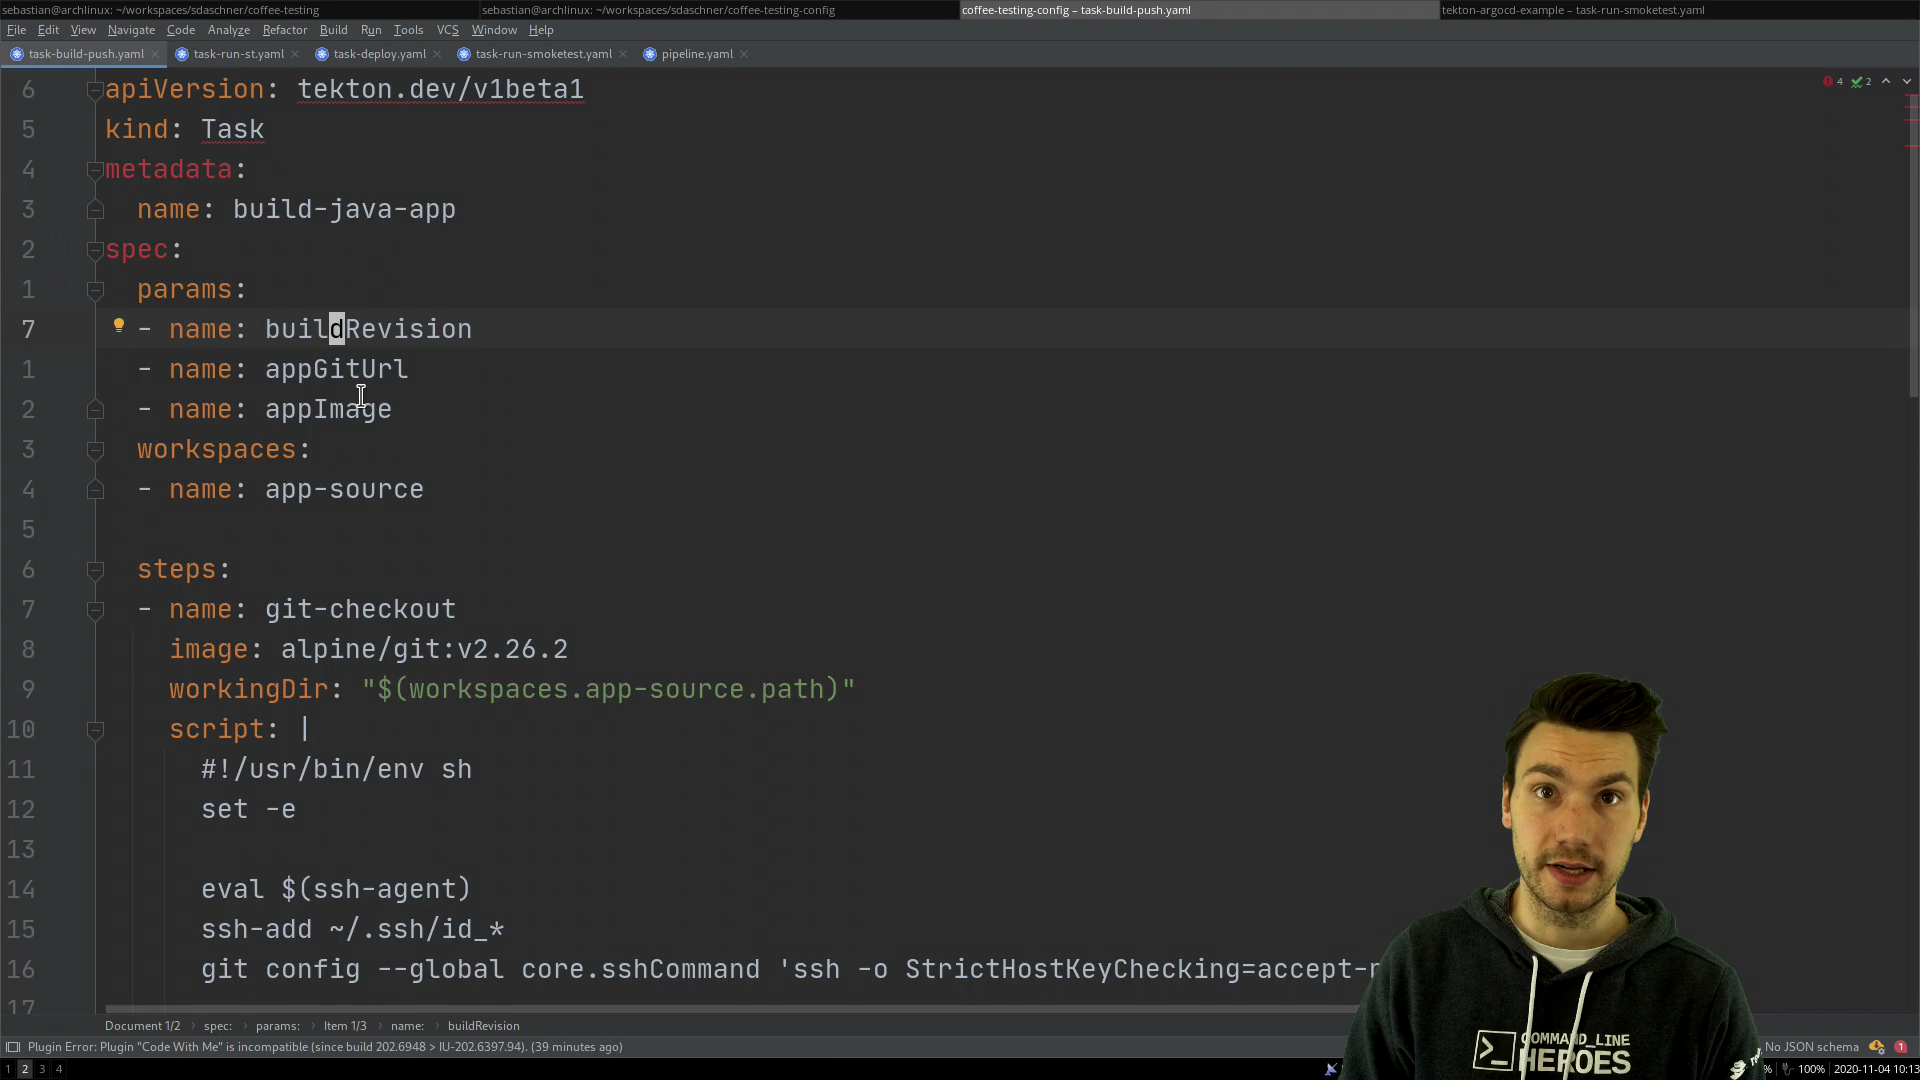 sebastian@archlinux: ~/workspaces/sdaschner/coffee-testing
sebastian@archlinux: ~/workspaces/sdaschner/coffee-testing-config
coffee-testing-config – task-build-push.yaml
tekton-argocd-example – task-run-smoketest.yaml
File Edit View Navigate Code Analyze Refactor Build Run Tools VCS Window Help
task-build-push.yaml task-run-st.yaml task-deploy.yaml task-run-smoketest.yaml pipeline.yaml
4 2
6 apiVersion: tekton.dev/v1beta1
5 kind: Task
4 metadata:
3 name: build-java-app
2 spec:
1 params:
7 - name: buildRevision
1 - name: appGitUrl
2 - name: appImage
3 workspaces:
4 - name: app-source
5
6 steps:
7 - name: git-checkout
8 image: alpine/git:v2.26.2
9 workingDir: "$(workspaces.app-source.path)"
10 script: |
11 #!/usr/bin/env sh
12 set -e
13
14 eval $(ssh-agent)
15 ssh-add ~/.ssh/id_*
16 git config --global core.sshCommand 'ssh -o StrictHostKeyChecking=accept-
17
COMMAND_LINE
HEROES
Document 1/2 › spec: › params: › Item 1/3 › name: › buildRevision
Plugin Error: Plugin "Code With Me" is incompatible (since build 202.6948 > IU-202.6397.94). (39 minutes ago)
No JSON schema 1
1 2 3 4
% 100% 2020-11-04 10:13